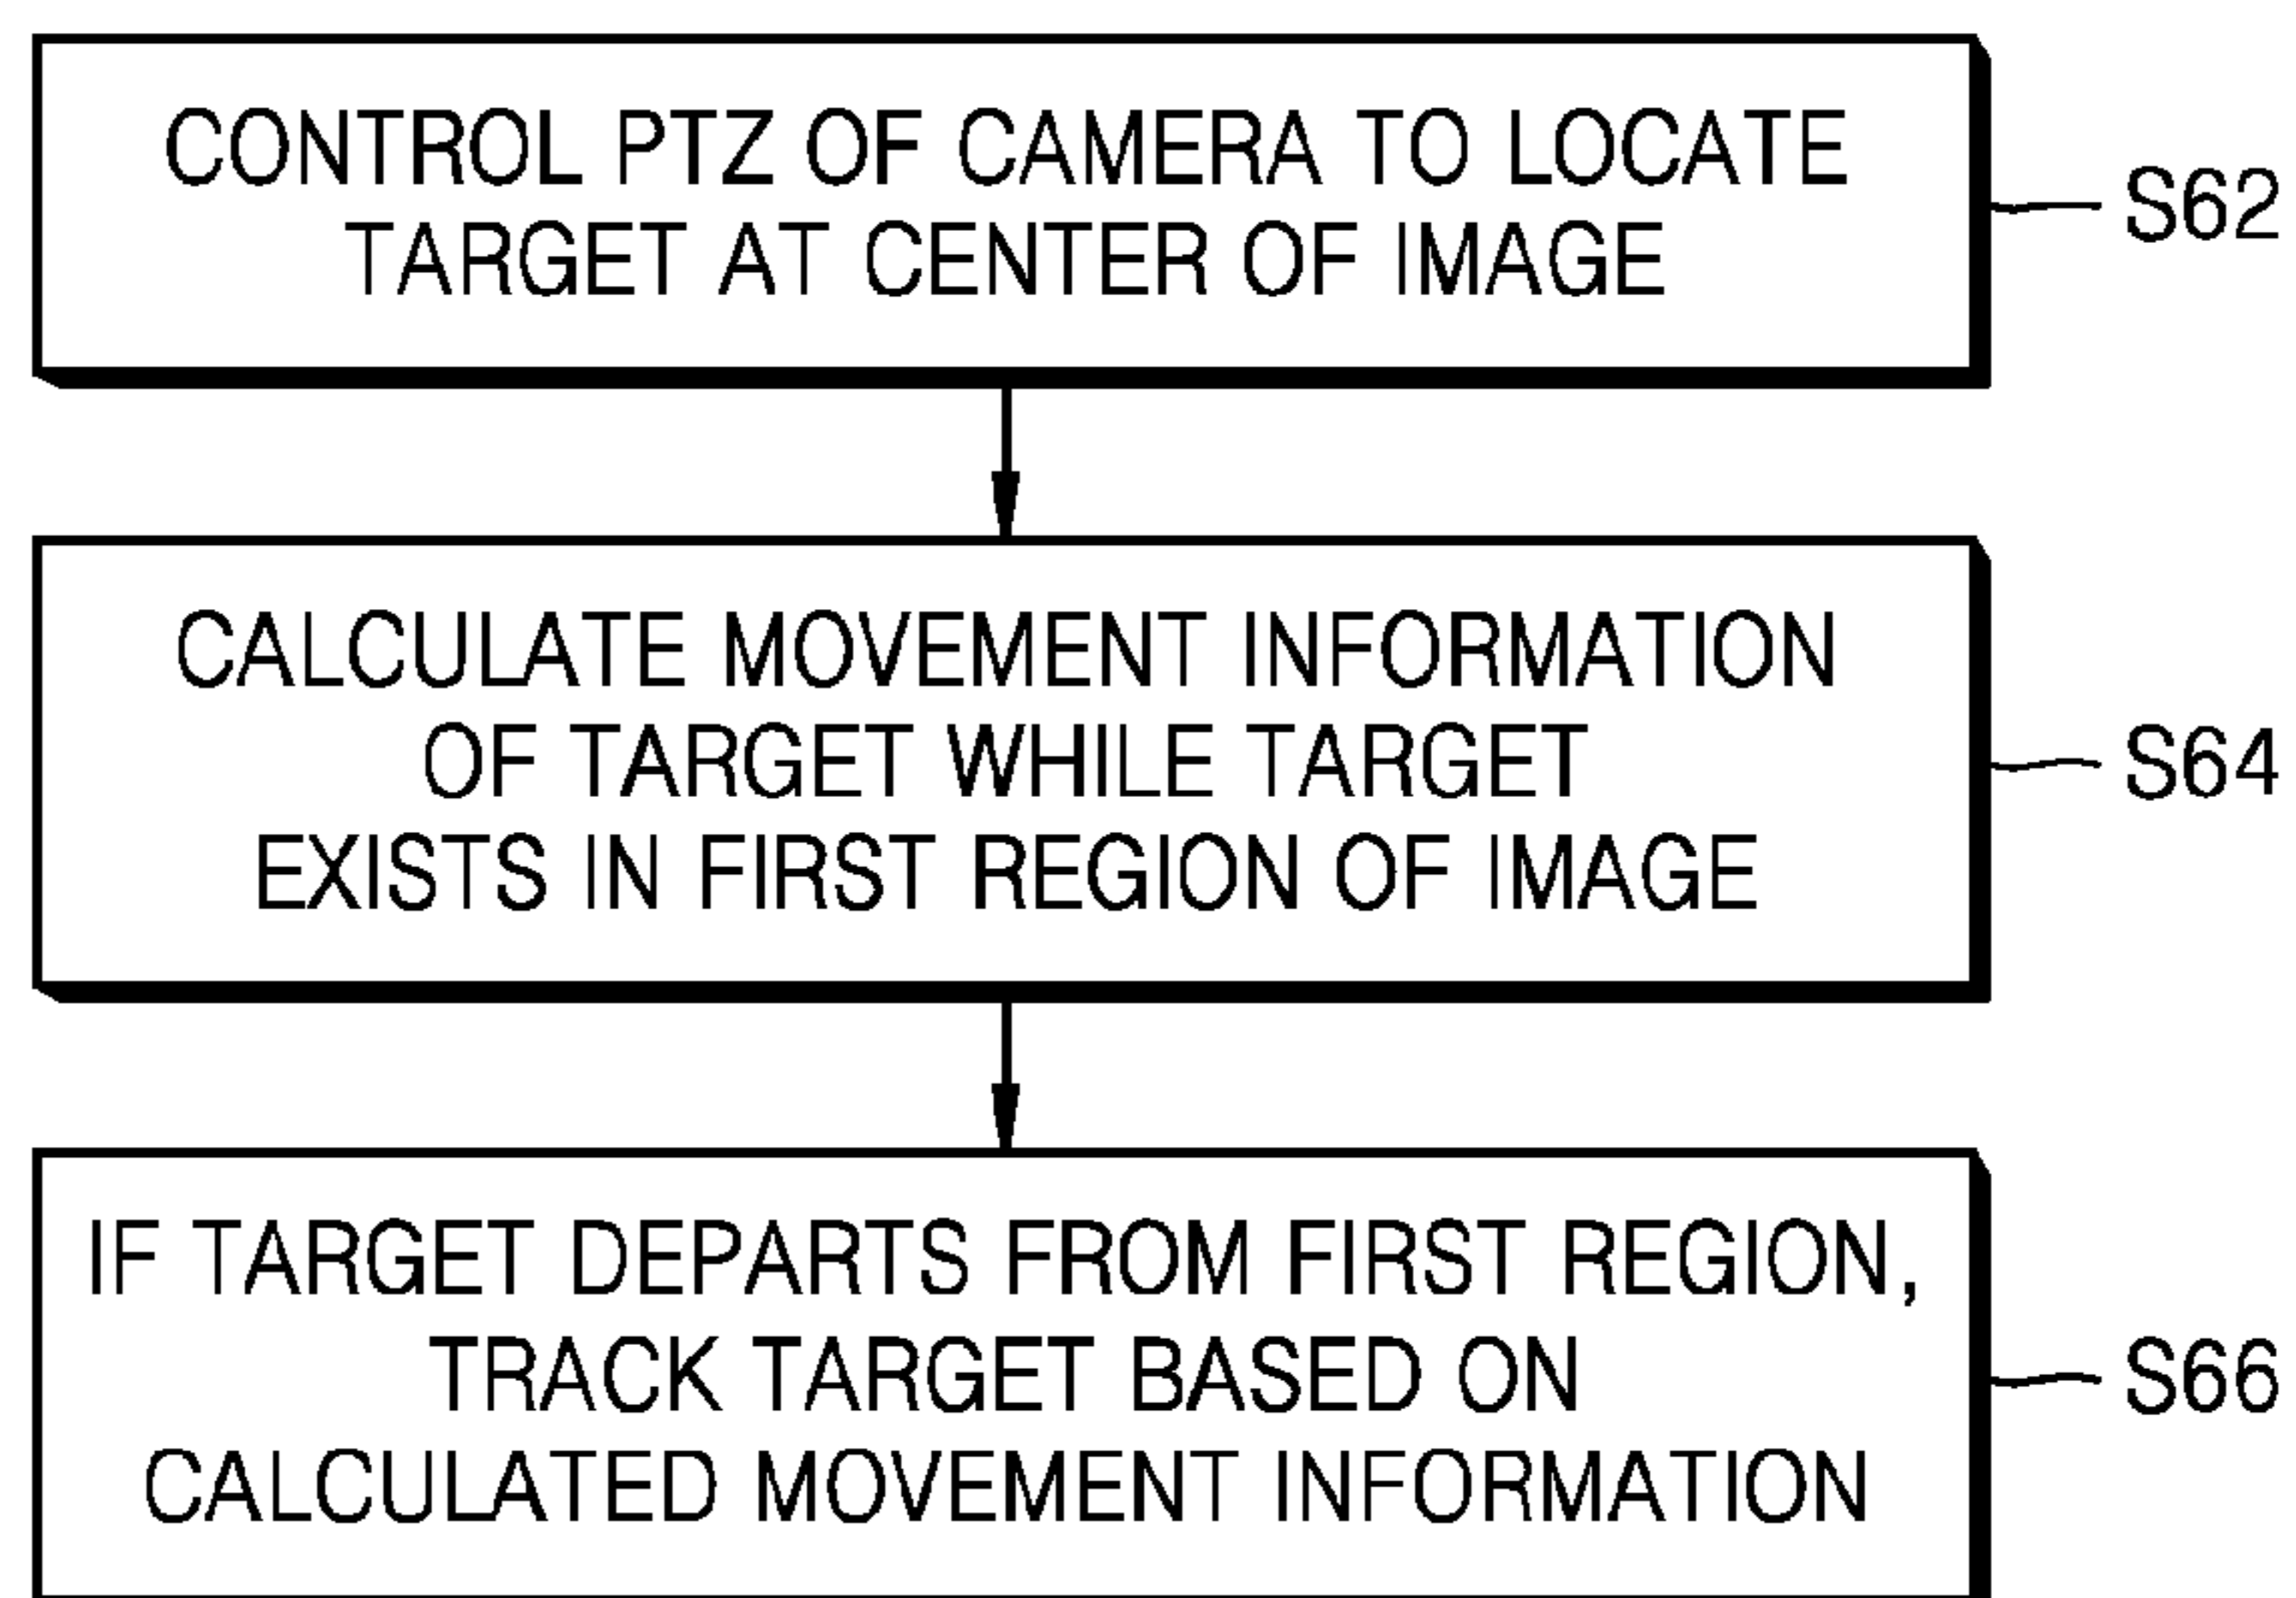 CONTROL PTZ OF CAMERA TO LOCATE
TARGET AT CENTER OF IMAGE
S62
CALCULATE MOVEMENT INFORMATION
OF TARGET WHILE TARGET
EXISTS IN FIRST REGION OF IMAGE
S64
IF TARGET DEPARTS FROM FIRST REGION,
TRACK TARGET BASED ON
CALCULATED MOVEMENT INFORMATION
S66